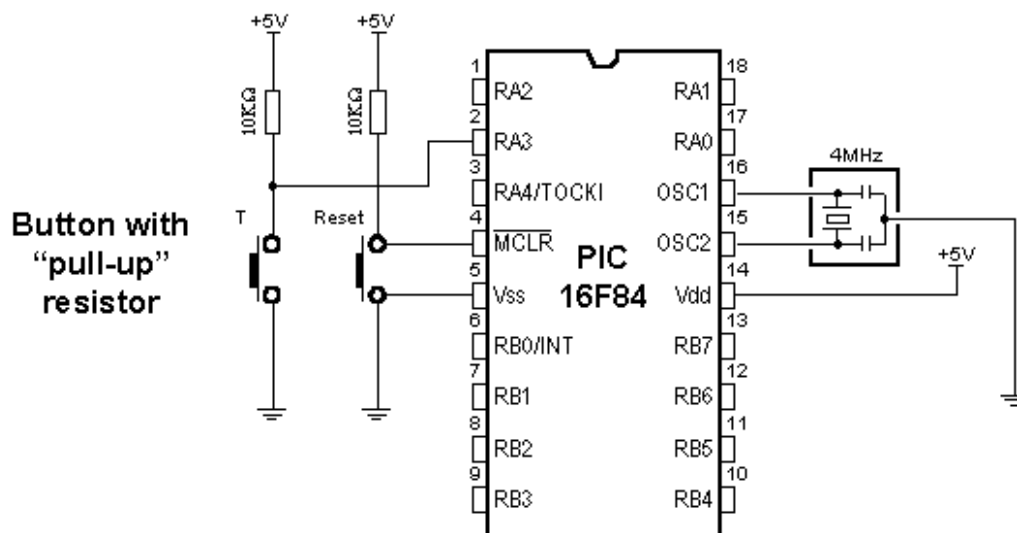 +5V
+5V
10KΩ
10KΩ
Button with
“pull-up”
resistor
T
Reset
1
RA2
2
RA3
3
RA4/TOCKI
4
MCLR
5
Vss
6
RB0/INT
7
RB1
8
RB2
9
RB3
PIC
16F84
18
RA1
17
RA0
16
OSC1
15
OSC2
14
Vdd
13
RB7
12
RB6
11
RB5
10
RB4
4MHz
+5V